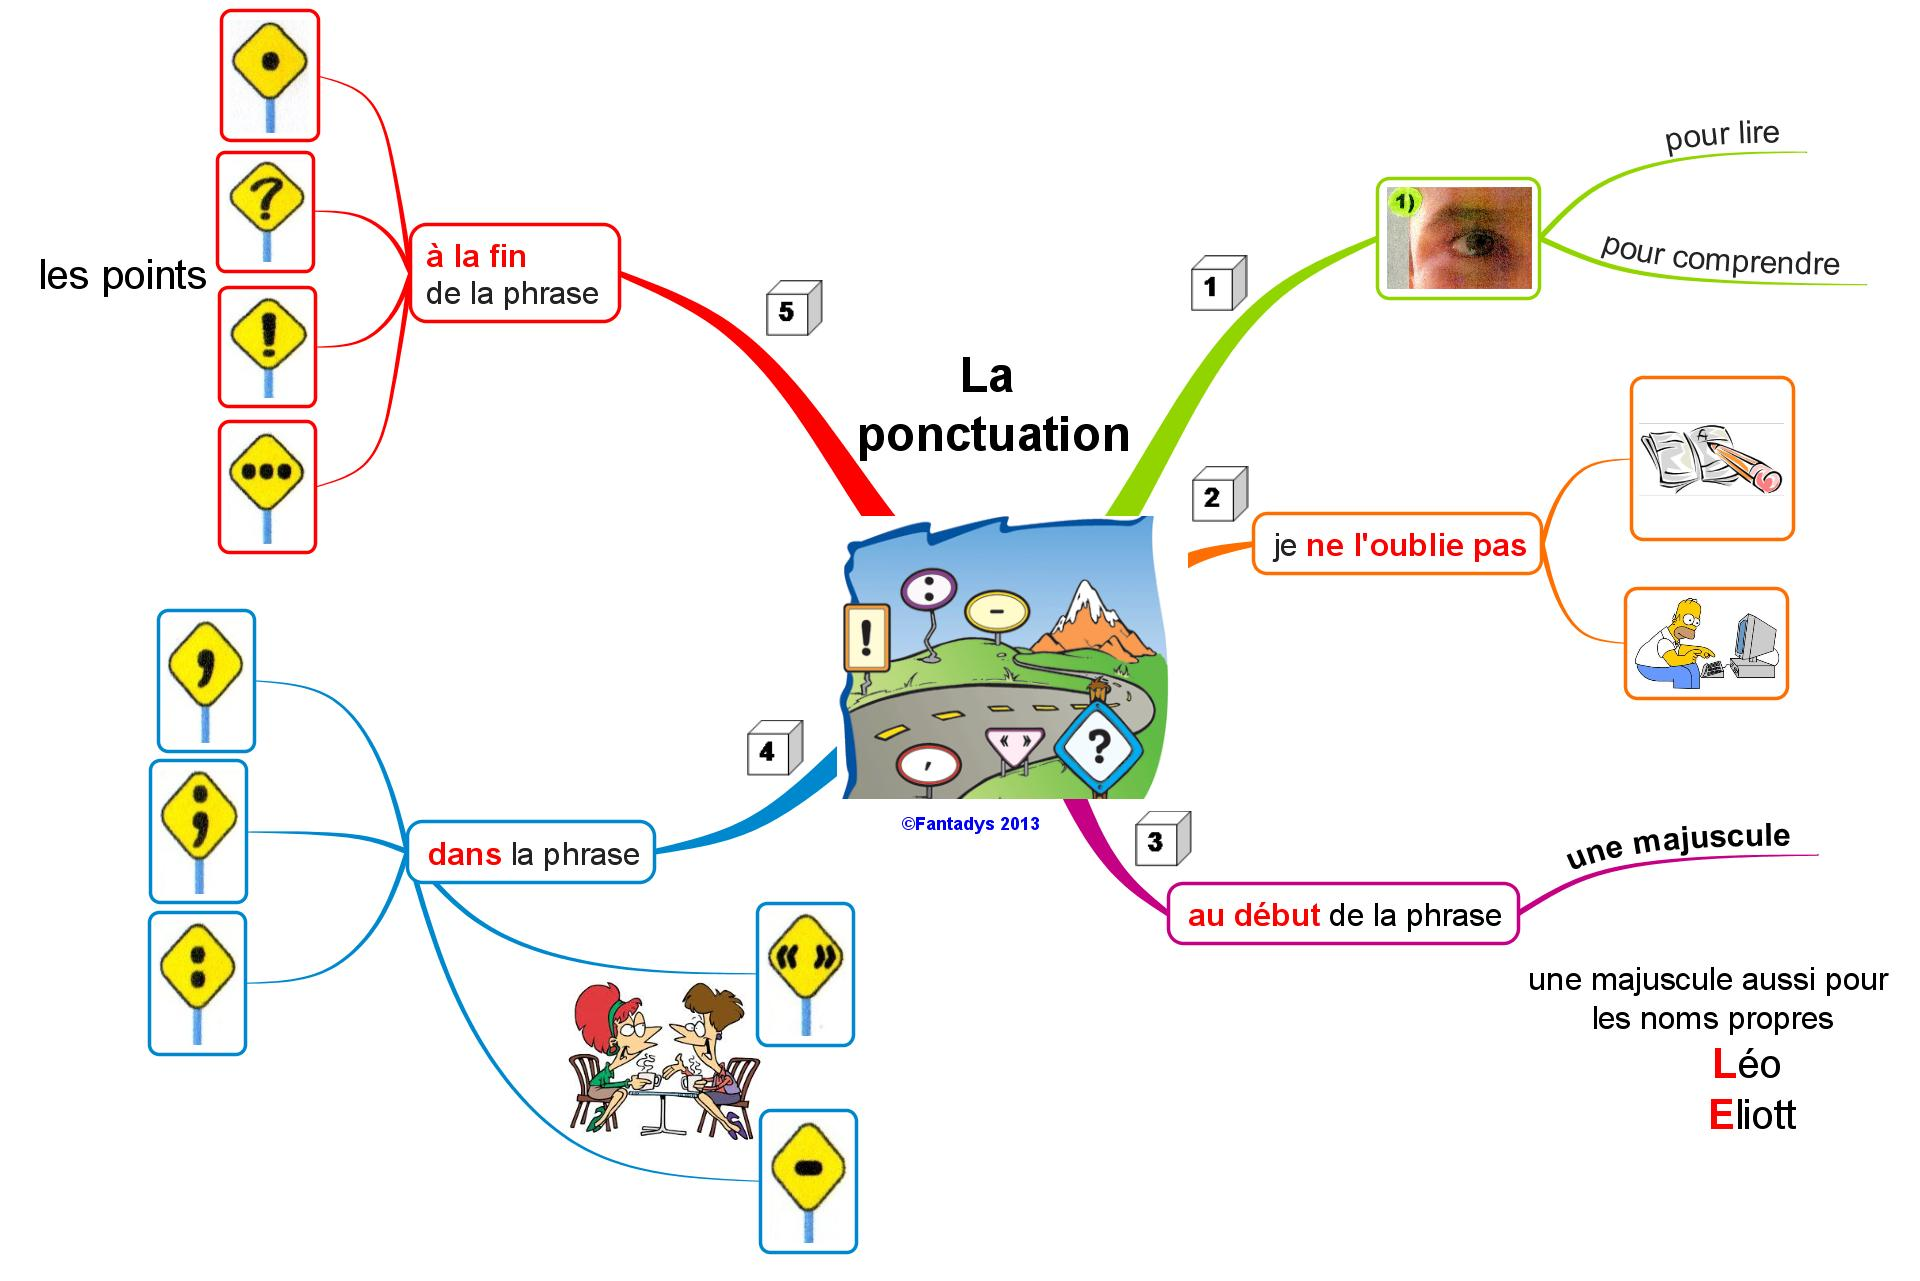 La
ponctuation
1
1)
pour lire
pour comprendre
2
je ne l'oublie pas
3
au début de la phrase
une majuscule
une majuscule aussi pour
les noms propres
Léo
Eliott
4
dans la phrase
,
;
:
« »
-
5
à la fin
de la phrase
les points
.
?
!
...
:
-
!
?
« »
,
©Fantadys 2013